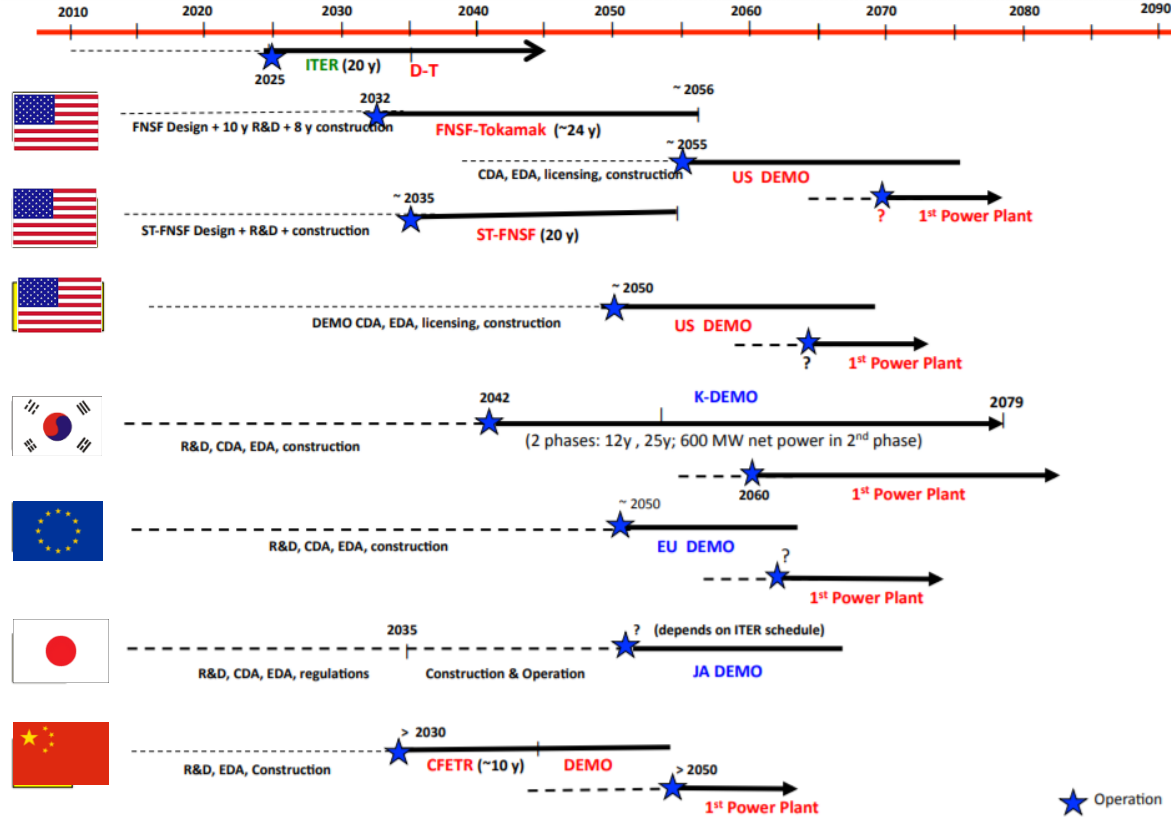 2010 2020 2030 2040 2050 2060 2070 2080 2090
2025
ITER (20 y)
D-T
2032
~ 2056
FNSF Design + 10 y R&D + 8 y construction
FNSF-Tokamak (~24 y)
~ 2055
CDA, EDA, licensing, construction
US DEMO
~ 2035
ST-FNSF Design + R&D + construction
ST-FNSF (20 y)
?
1st Power Plant
~ 2050
DEMO CDA, EDA, licensing, construction
US DEMO
?
1st Power Plant
2042
K-DEMO
2079
R&D, CDA, EDA, construction
(2 phases: 12y , 25y; 600 MW net power in 2nd phase)
2060
1st Power Plant
~ 2050
R&D, CDA, EDA, construction
EU DEMO
?
1st Power Plant
2035
? (depends on ITER schedule)
R&D, CDA, EDA, regulations
Construction & Operation
JA DEMO
> 2030
R&D, EDA, Construction
CFETR (~10 y)
DEMO
> 2050
1st Power Plant
Operation